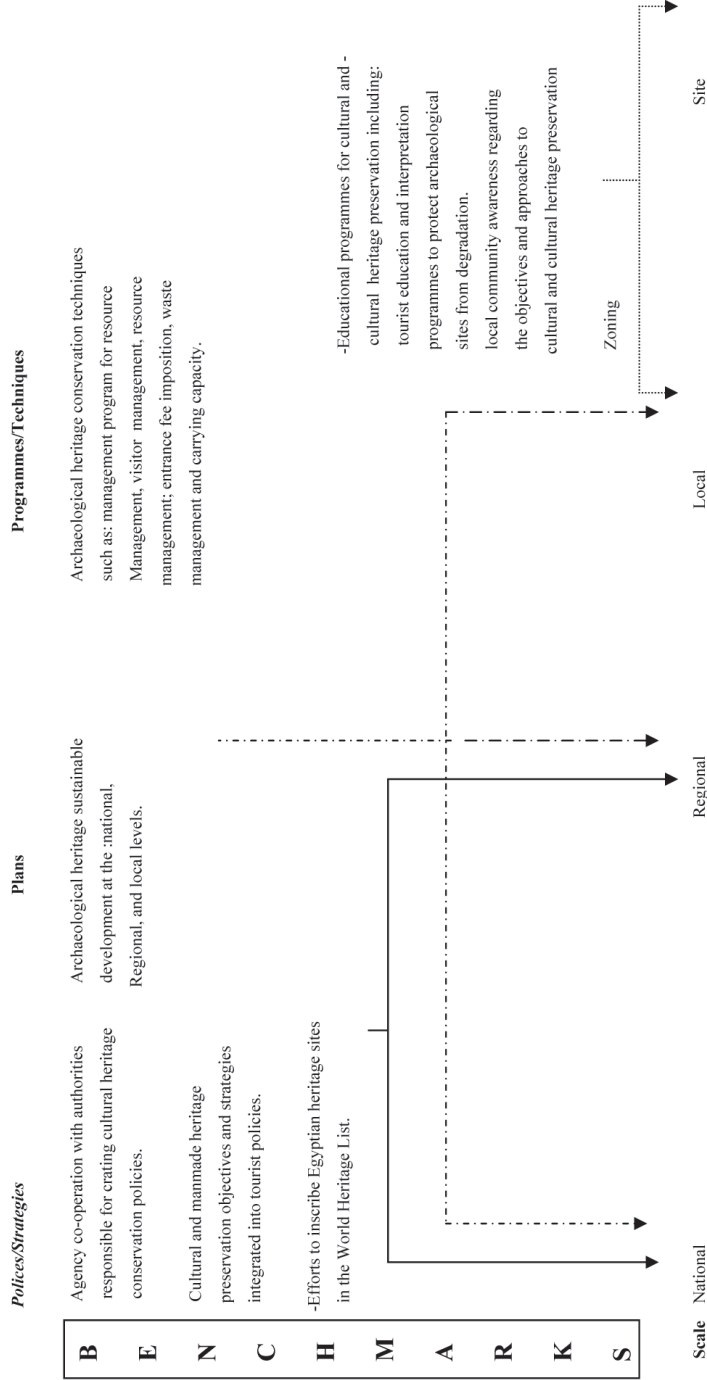 Polices/Strategies
Plans
Programmes/Techniques
B
E
N
C
H
M
A
R
K
S
Agency co-operation with authorities
responsible for crating cultural heritage
conservation policies.
Cultural and manmade heritage
preservation objectives and strategies
integrated into tourist policies.
-Efforts to inscribe Egyptian heritage sites
in the World Heritage List.
Archaeological heritage sustainable
development at the :national,
Regional, and local levels.
Archaeological heritage conservation techniques
such as: management program for resource
Management, visitor management, resource
management; entrance fee imposition, waste
management and carrying capacity.
-Educational programmes for cultural and -
cultural heritage preservation including:
tourist education and interpretation
programmes to protect archaeological
sites from degradation.
local community awareness regarding
the objectives and approaches to
cultural and cultural heritage preservation
Zoning
Scale National Regional Local Site